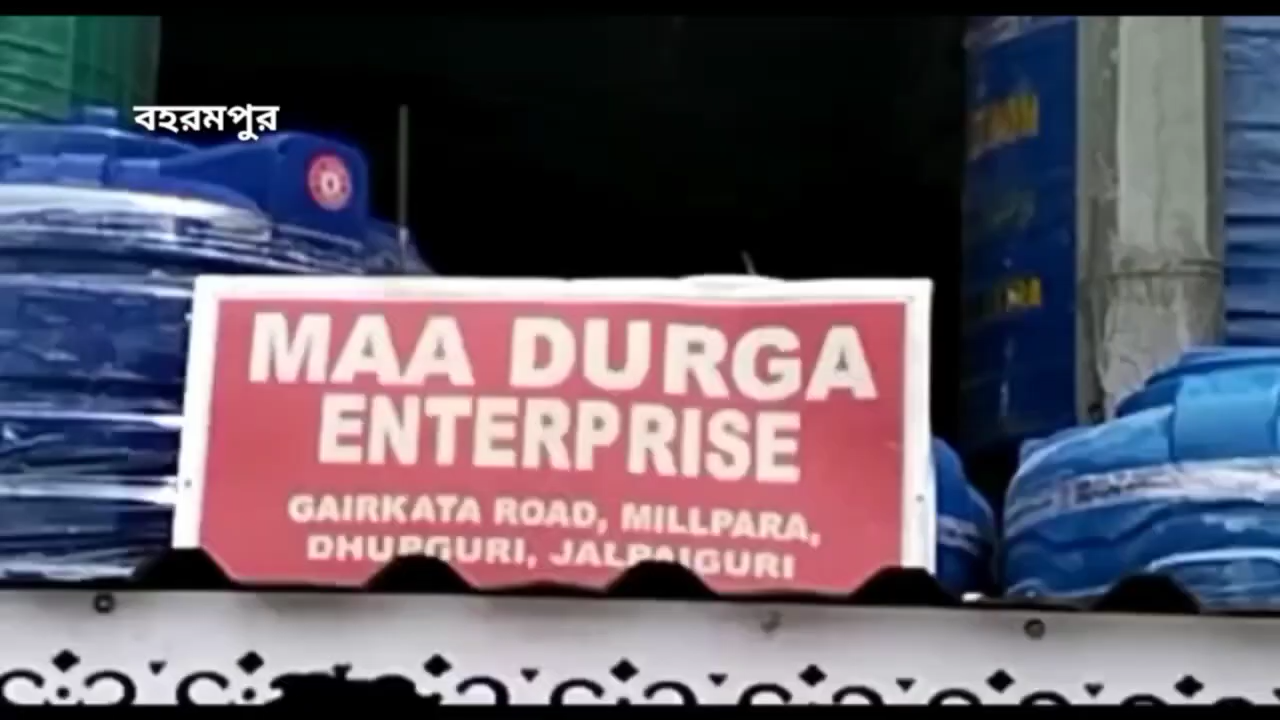 বহরমপুর
MAA DURGA
ENTERPRISE
GAIRKATA ROAD, MILLPARA,
DHUPGURI, JALPAIGURI